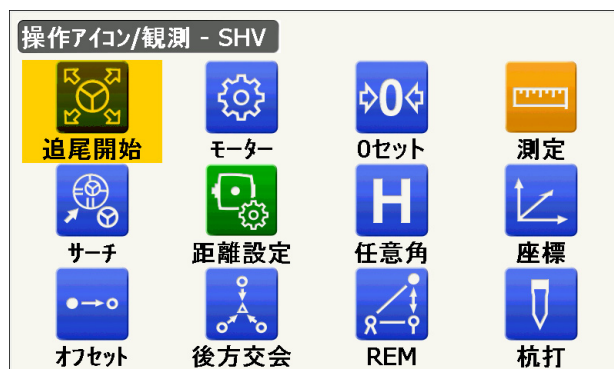 操作アイコン/観測 - SHV
追尾開始 モーター 0セット 測定
サーチ 距離設定 任意角 座標
オフセット 後方交会 REM 杭打